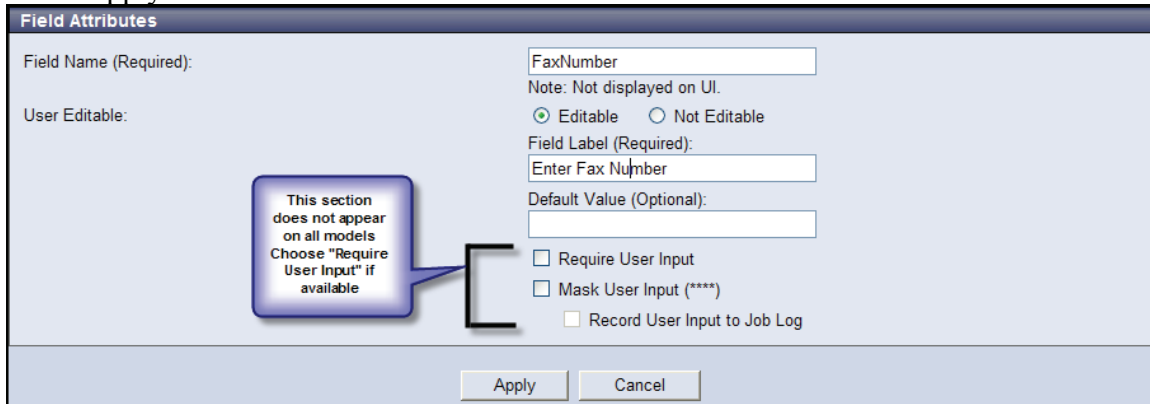 Field Attributes
Field Name (Required):
FaxNumber
Note: Not displayed on UI.
User Editable:
Editable
Not Editable
Field Label (Required):
Enter Fax Number
Default Value (Optional):
This section
does not appear
on all models
Choose "Require
User Input" if
available
Require User Input
Mask User Input (****)
Record User Input to Job Log
Apply
Cancel